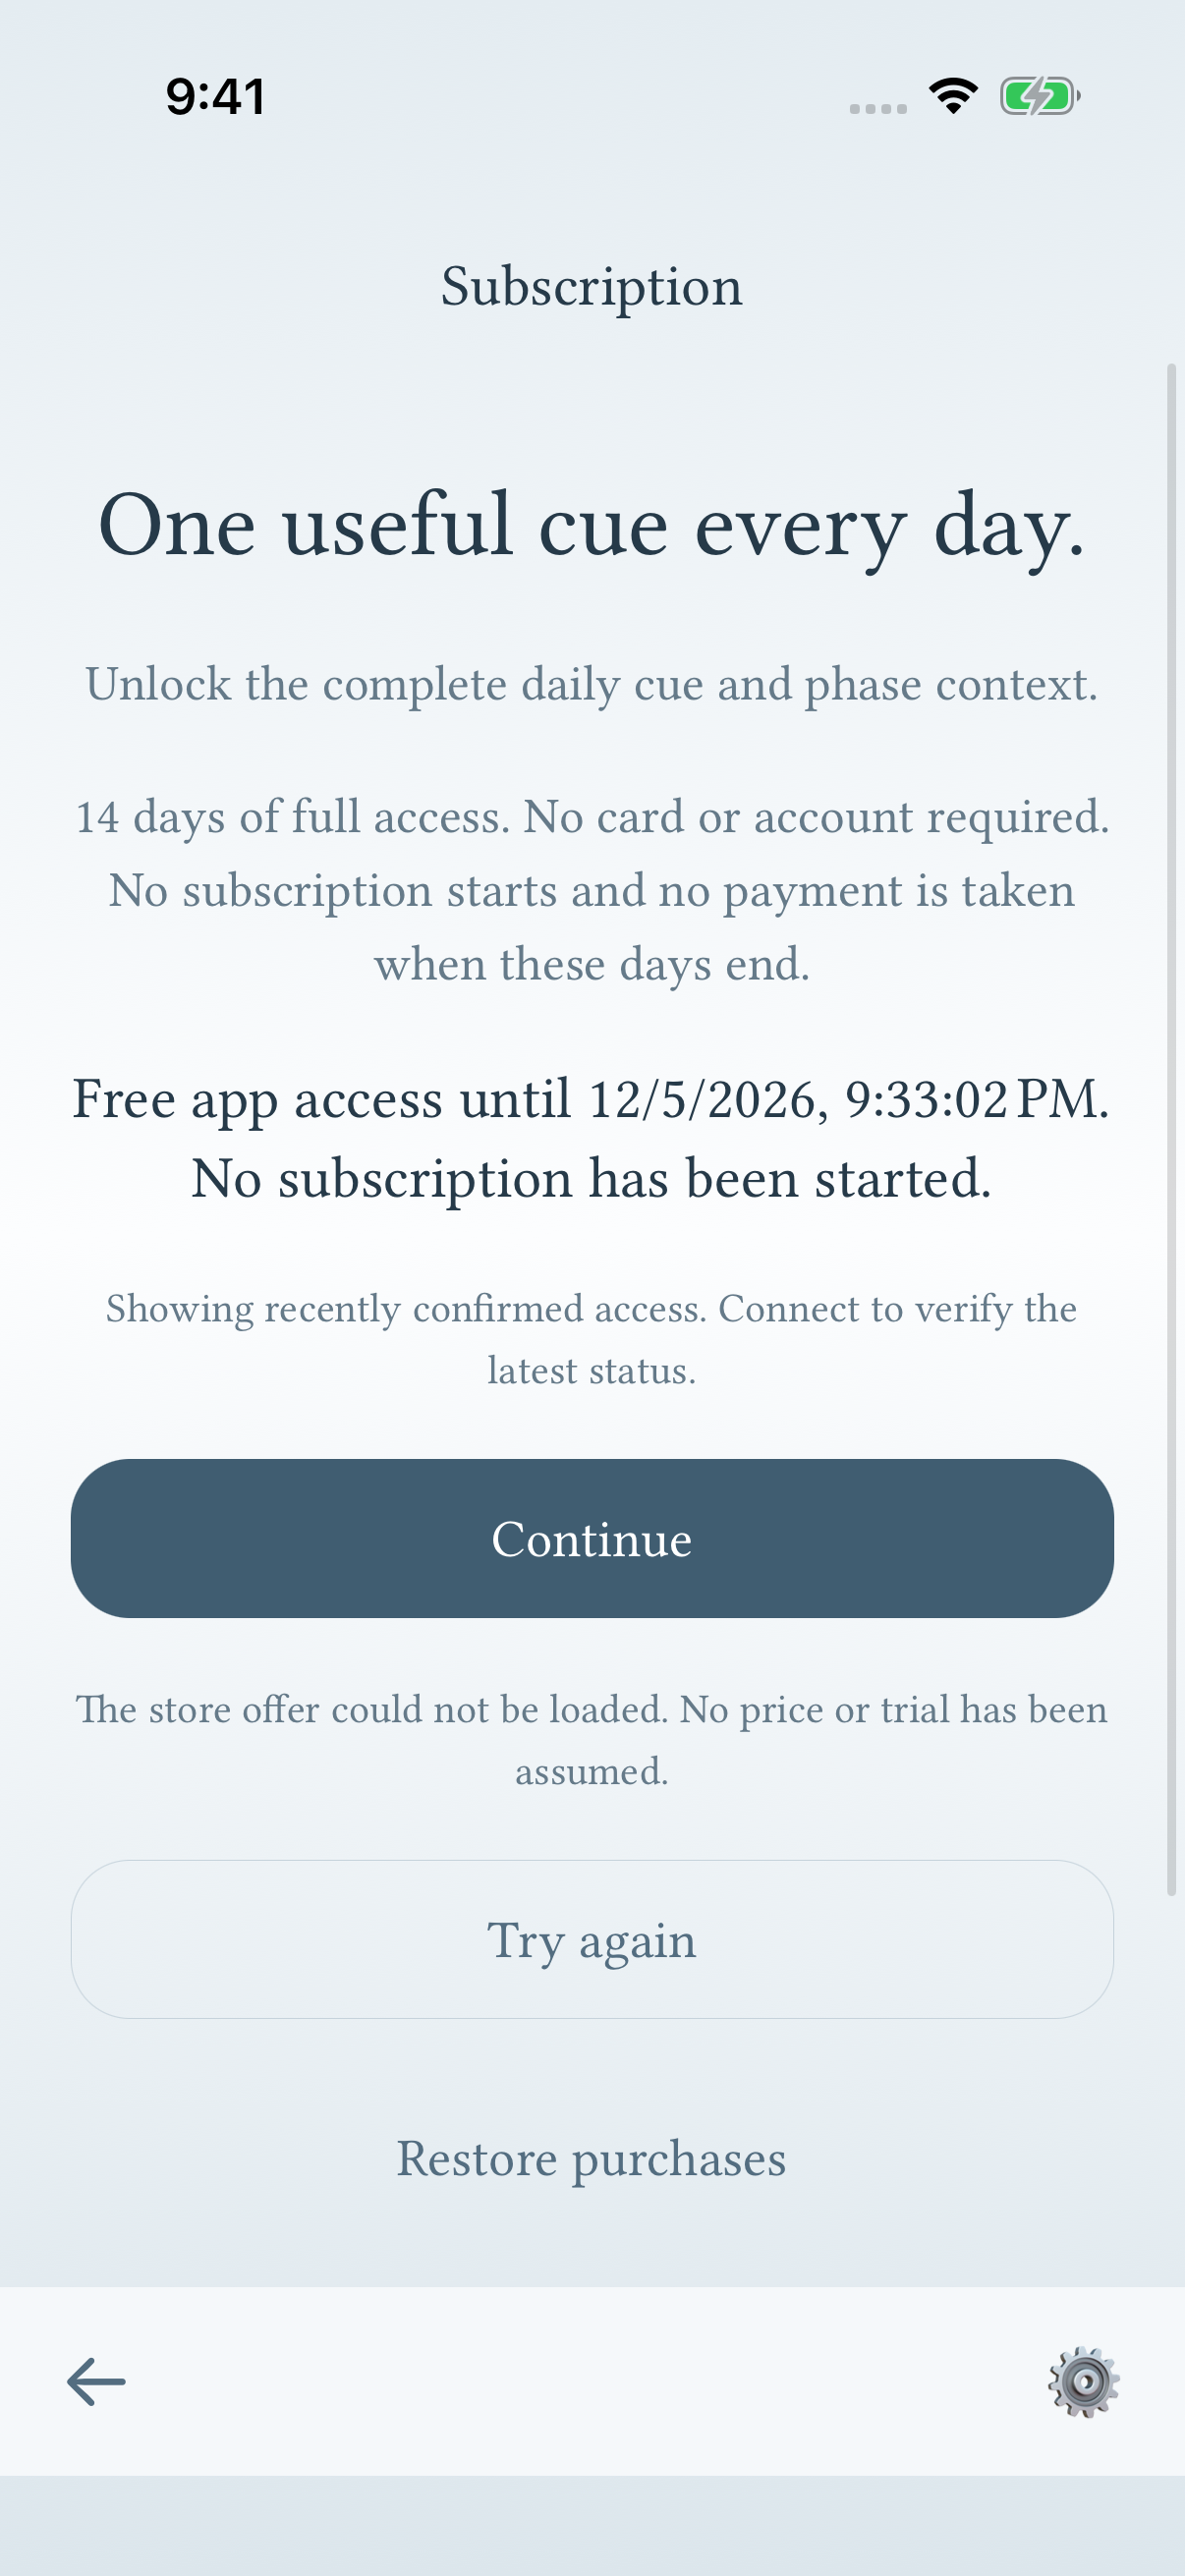 9:41
Subscription
One useful cue every day.
Unlock the complete daily cue and phase context.
14 days of full access. No card or account required.
No subscription starts and no payment is taken
when these days end.
Free app access until 12/5/2026, 9:33:02 PM.
No subscription has been started.
Showing recently confirmed access. Connect to verify the
latest status.
Continue
The store offer could not be loaded. No price or trial has been
assumed.
Try again
Restore purchases